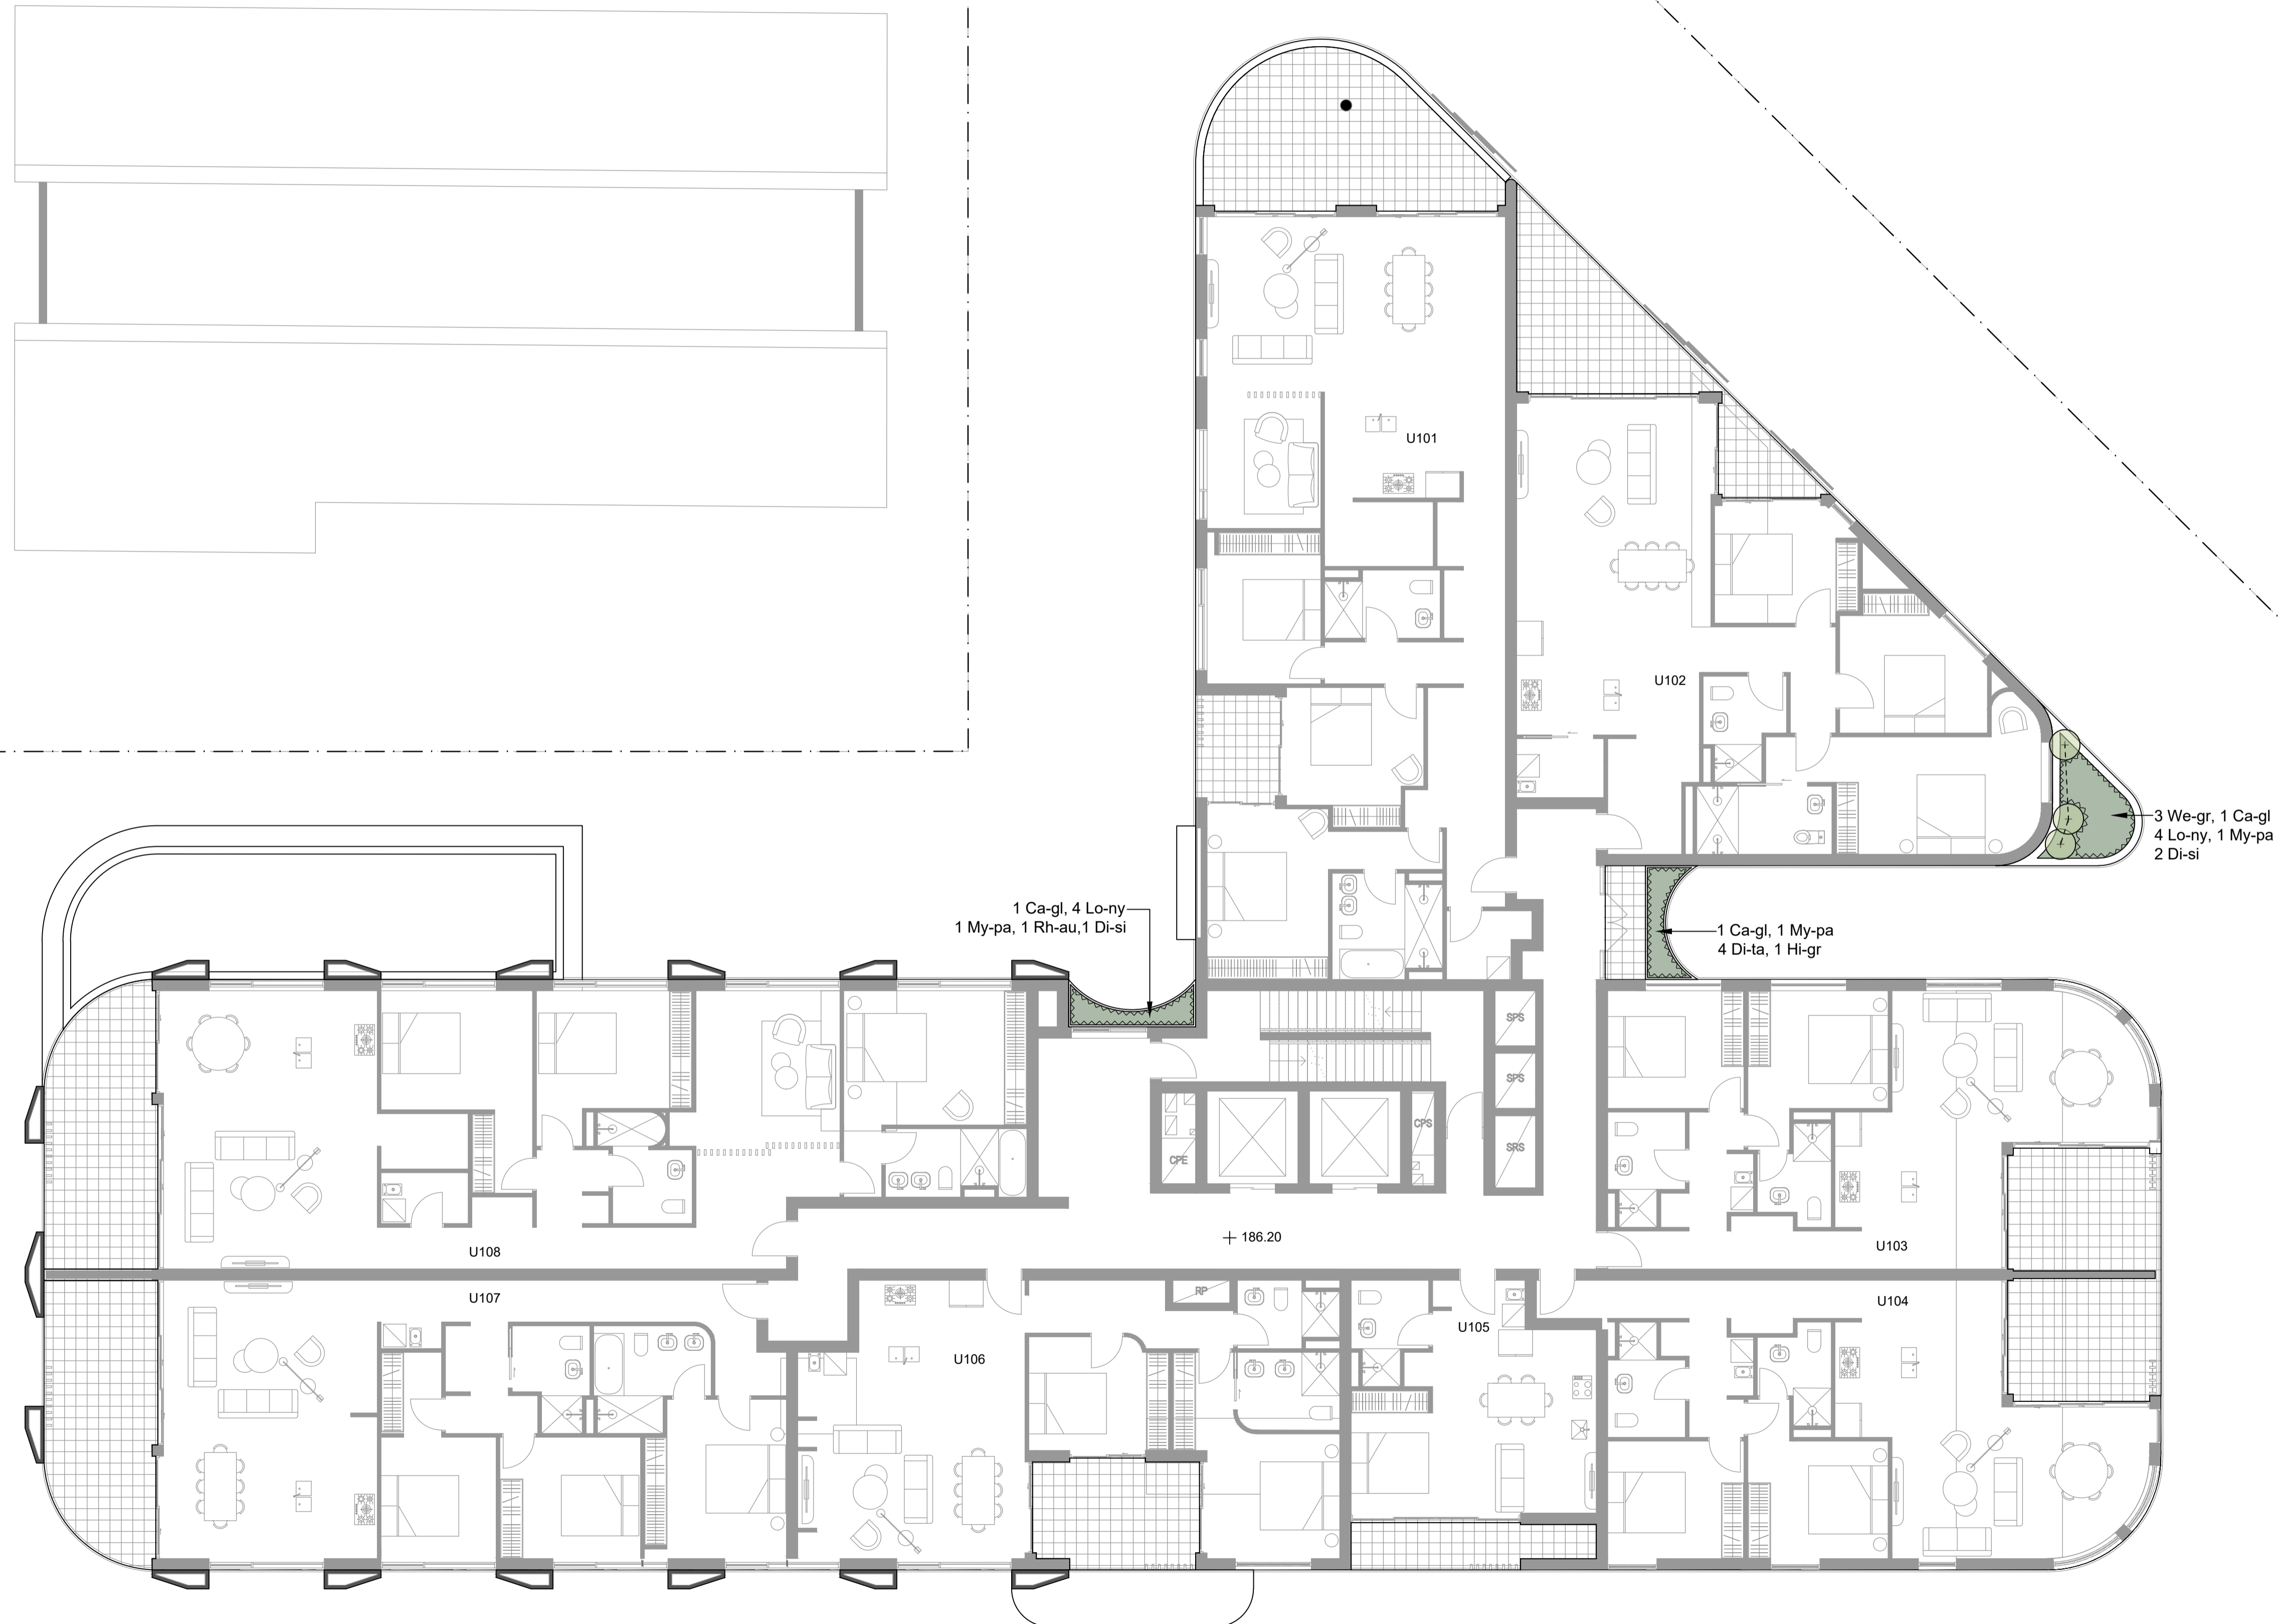 U101
U102
3 We-gr, 1 Ca-gl
4 Lo-ny, 1 My-pa
2 Di-si
1 Ca-gl, 4 Lo-ny
1 My-pa, 1 Rh-au,1 Di-si
1 Ca-gl, 1 My-pa
4 Di-ta, 1 Hi-gr
SPS
SPS
CPS
SRS
CPE
186.20
U108
U103
RP
U107
U104
U105
U106